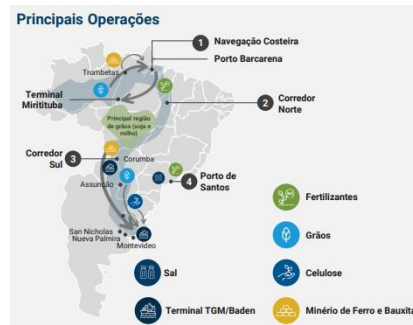 Principais Operações
1 Navegação Costeira
Porto Barcarena
Trombetas
Terminal
Miritituba
2 Corredor
Norte
Principal região
de grãos (soja e
milho)
Corredor
Sul
3
Corumba
Assunção
Porto de
Santos
4
San Nicholas
Nueva Palmira
Montevideo
Fertilizantes
Grãos
Sal
Celulose
Terminal TGM/Baden
Minério de Ferro e Bauxita